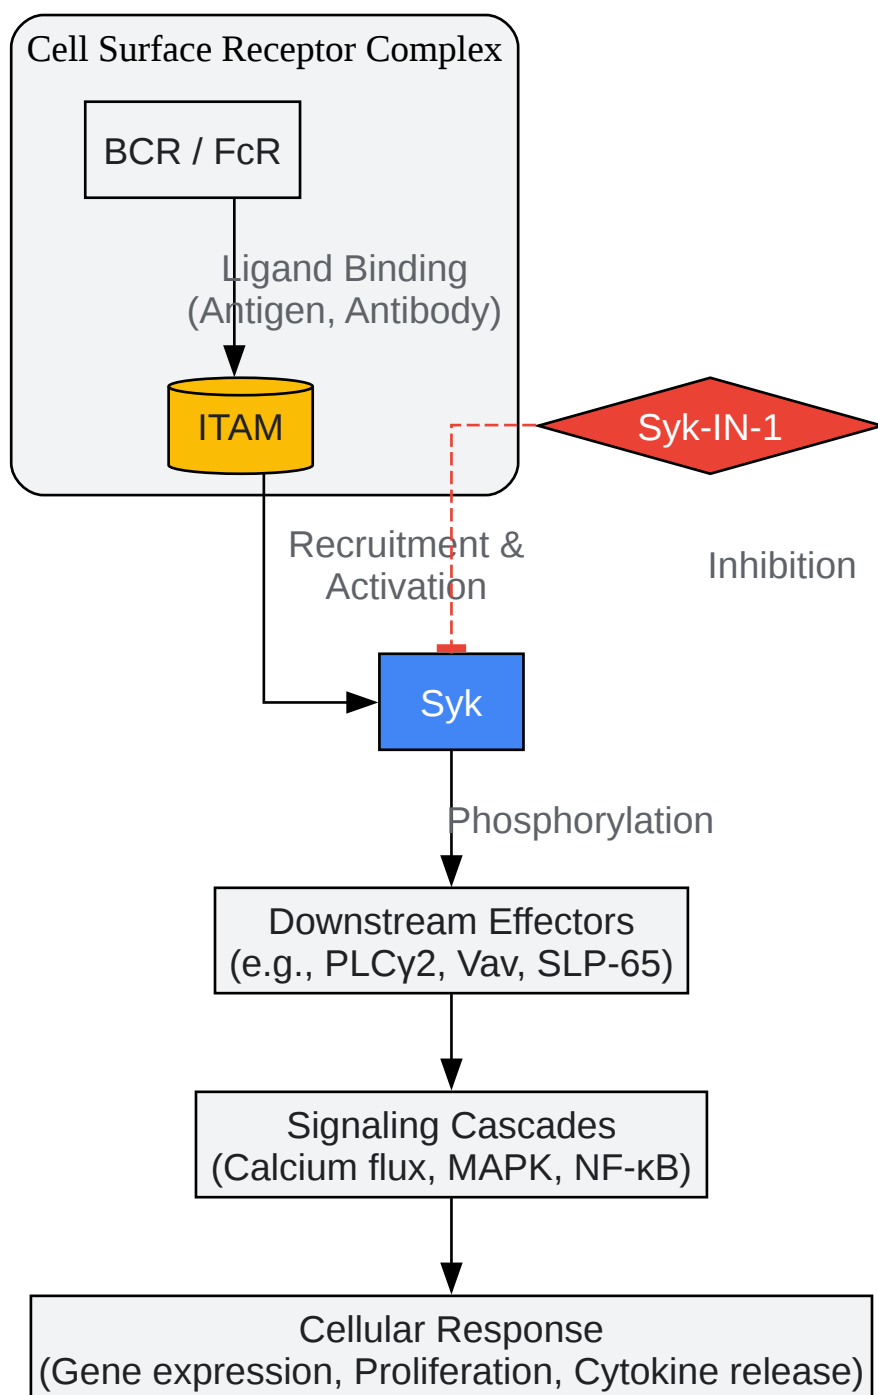 Cell Surface Receptor Complex
BCR / FcR
Ligand Binding
(Antigen, Antibody)
ITAM
Syk-IN-1
Recruitment &
Activation
Inhibition
Syk
Phosphorylation
Downstream Effectors
(e.g., PLCγ2, Vav, SLP-65)
Signaling Cascades
(Calcium flux, MAPK, NF-κB)
Cellular Response
(Gene expression, Proliferation, Cytokine release)